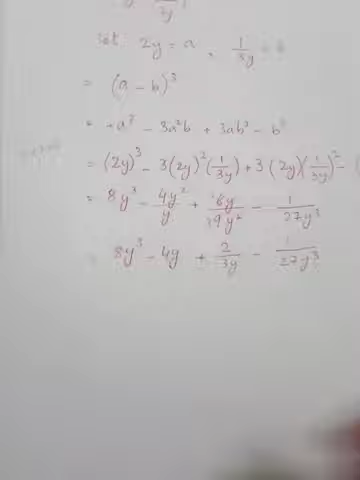 let 2y = a , 1/3y = b
= (a - b)³
= a³ - 3a²b + 3ab² - b³
= (2y)³ - 3(2y)²(1/3y) + 3(2y)(1/3y)² - (
= 8y³ - 4y²/y + 6y/9y² - 1/27y³
8y³ - 4y + 2/3y - 1/27y³